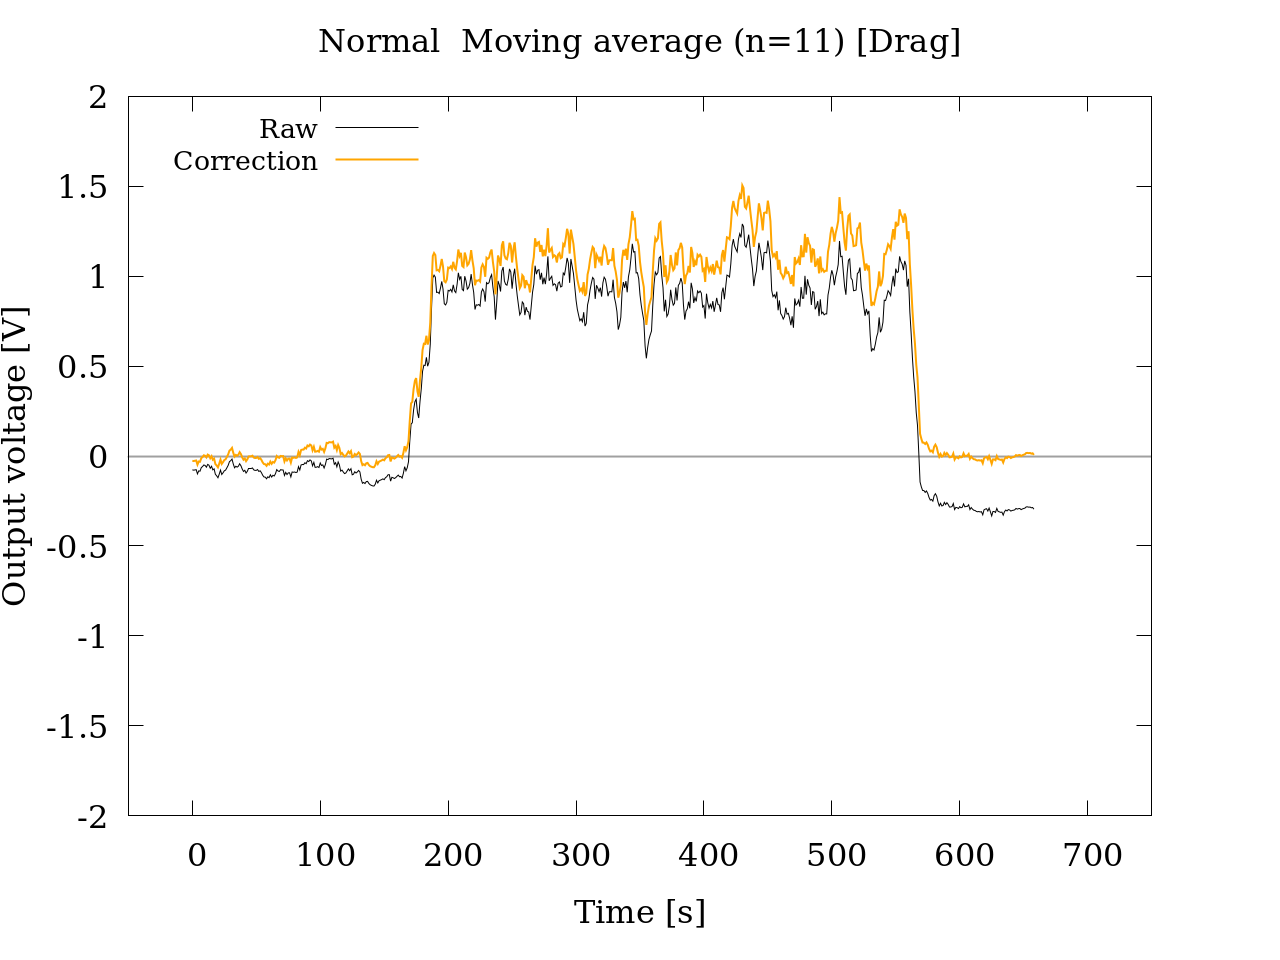 Normal  Moving average (n=11) [Drag]
Raw
Correction
2
1.5
1
0.5
0
-0.5
-1
-1.5
-2
Output voltage [V]
0 100 200 300 400 500 600 700
Time [s]